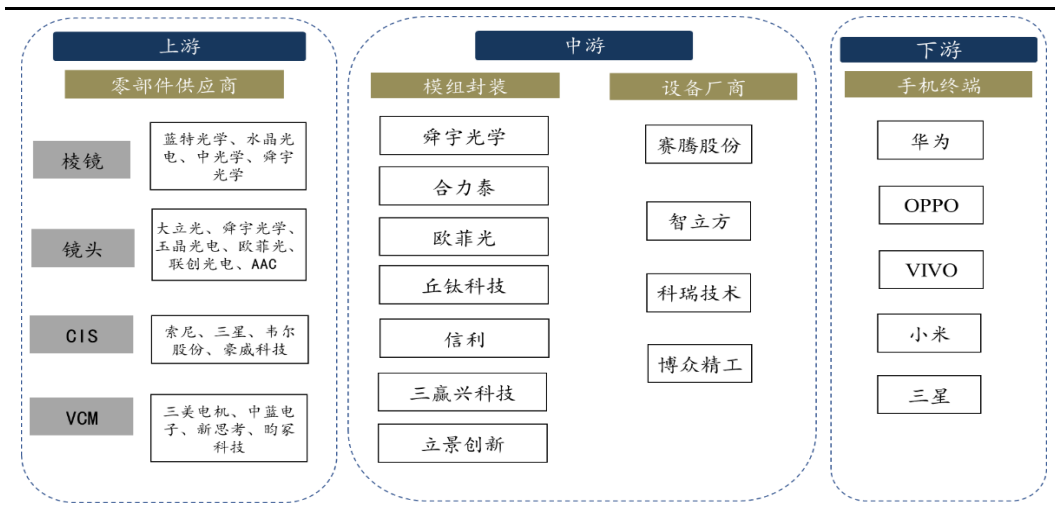 上游
零部件供应商
棱镜
蓝特光学、水晶光
电、中光学、舜宇
光学
镜头
大立光、舜宇光学、
玉晶光电、欧菲光、
联创光电、AAC
CIS
索尼、三星、韦尔
股份、豪威科技
VCM
三美电机、中蓝电
子、新思考、昀冢
科技
中游
模组封装
舜宇光学
合力泰
欧菲光
丘钛科技
信利
三赢兴科技
立景创新
设备厂商
赛腾股份
智立方
科瑞技术
博众精工
下游
手机终端
华为
OPPO
VIVO
小米
三星